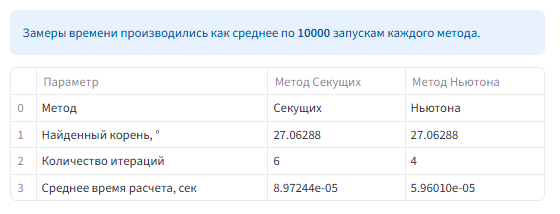 Замеры времени производились как среднее по 10000 запускам каждого метода.
Параметр Метод Секущих Метод Ньютона
0 Метод Секущих Ньютона
1 Найденный корень, ° 27.06288 27.06288
2 Количество итераций 6 4
3 Среднее время расчета, сек 8.97244e-05 5.96010e-05